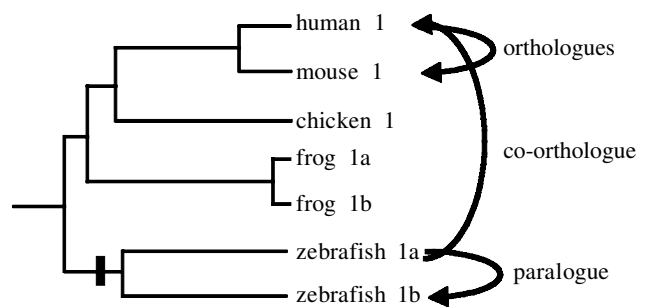 human 1
orthologues
mouse 1
chicken 1
co-orthologue
frog 1a
frog 1b
zebrafish 1a
paralogue
zebrafish 1b